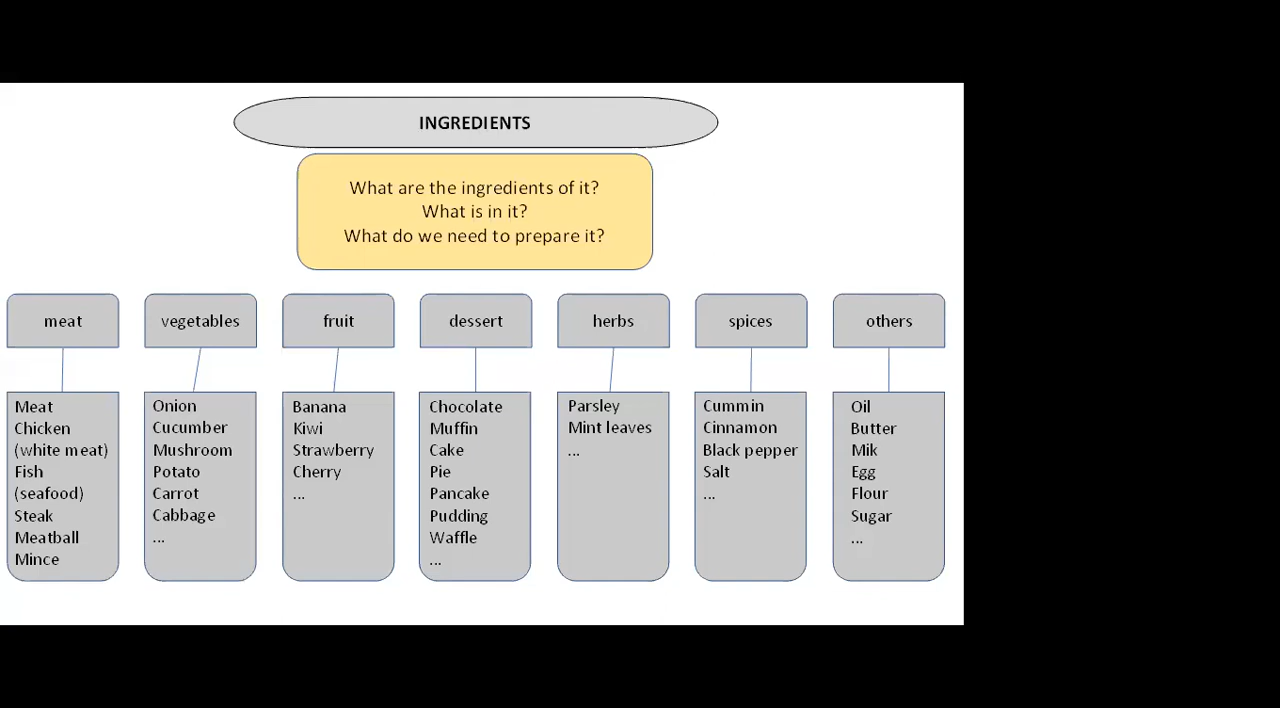 INGREDIENTS
What are the ingredients of it?
What is in it?
What do we need to prepare it?
meat
vegetables
fruit
dessert
herbs
spices
others
Meat
Chicken
(white meat)
Fish
(seafood)
Steak
Meatball
Mince
Onion
Cucumber
Mushroom
Potato
Carrot
Cabbage
...
Banana
Kiwi
Strawberry
Cherry
...
Chocolate
Muffin
Cake
Pie
Pancake
Pudding
Waffle
...
Parsley
Mint leaves
...
Cummin
Cinnamon
Black pepper
Salt
...
Oil
Butter
Mik
Egg
Flour
Sugar
...